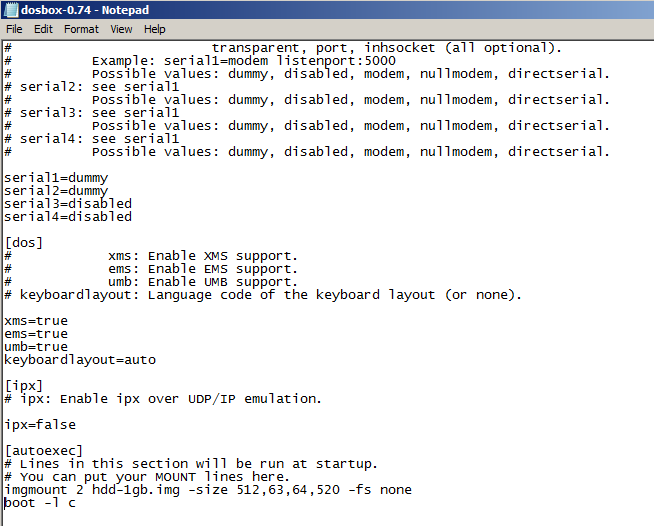 dosbox-0.74 - Notepad
File Edit Format View Help
# transparent, port, inhsocket (all optional).
# Example: serial1=modem listenport:5000
# Possible values: dummy, disabled, modem, nullmodem, directserial.
# serial2: see serial1
# Possible values: dummy, disabled, modem, nullmodem, directserial.
# serial3: see serial1
# Possible values: dummy, disabled, modem, nullmodem, directserial.
# serial4: see serial1
# Possible values: dummy, disabled, modem, nullmodem, directserial.
serial1=dummy
serial2=dummy
serial3=disabled
serial4=disabled
[dos]
# xms: Enable XMS support.
# ems: Enable EMS support.
# umb: Enable UMB support.
# keyboardlayout: Language code of the keyboard layout (or none).
xms=true
ems=true
umb=true
keyboardlayout=auto
[ipx]
# ipx: Enable ipx over UDP/IP emulation.
ipx=false
[autoexec]
# Lines in this section will be run at startup.
# You can put your MOUNT lines here.
imgmount 2 hdd-1gb.img -size 512,63,64,520 -fs none
boot -l c